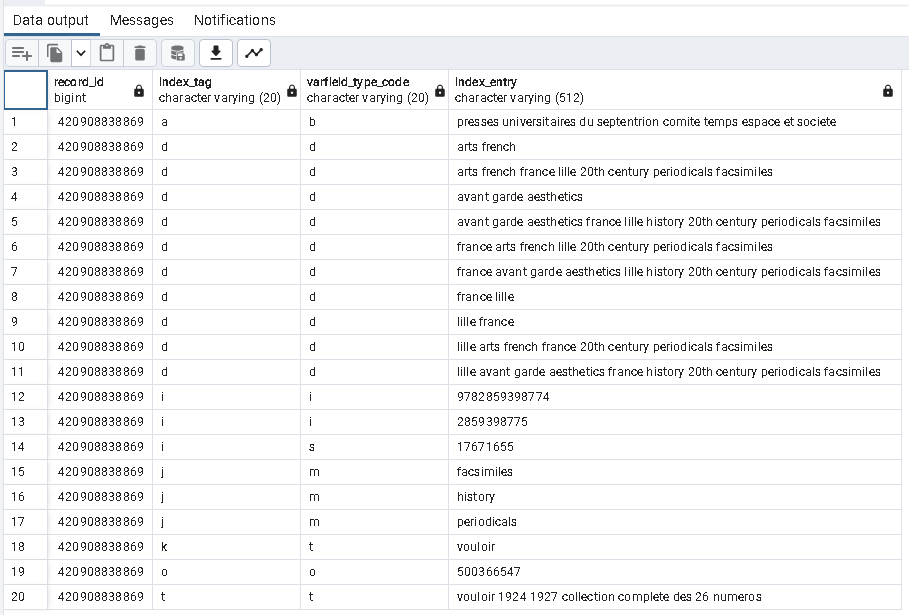 Data output Messages Notifications
record_id index_tag varfield_type_code index_entry
bigint character varying (20) character varying (20) character varying (512)
1 420908838869 a b presses universitaires du septentrion comite temps espace et societe
2 420908838869 d d arts french
3 420908838869 d d arts french france lille 20th century periodicals facsimiles
4 420908838869 d d avant garde aesthetics
5 420908838869 d d avant garde aesthetics france lille history 20th century periodicals facsimiles
6 420908838869 d d france arts french lille 20th century periodicals facsimiles
7 420908838869 d d france avant garde aesthetics lille history 20th century periodicals facsimiles
8 420908838869 d d france lille
9 420908838869 d d lille france
10 420908838869 d d lille arts french france 20th century periodicals facsimiles
11 420908838869 d d lille avant garde aesthetics france history 20th century periodicals facsimiles
12 420908838869 i i 9782859398774
13 420908838869 i i 2859398775
14 420908838869 i s 17671655
15 420908838869 j m facsimiles
16 420908838869 j m history
17 420908838869 j m periodicals
18 420908838869 k t vouloir
19 420908838869 o o 500366547
20 420908838869 t t vouloir 1924 1927 collection complete des 26 numeros